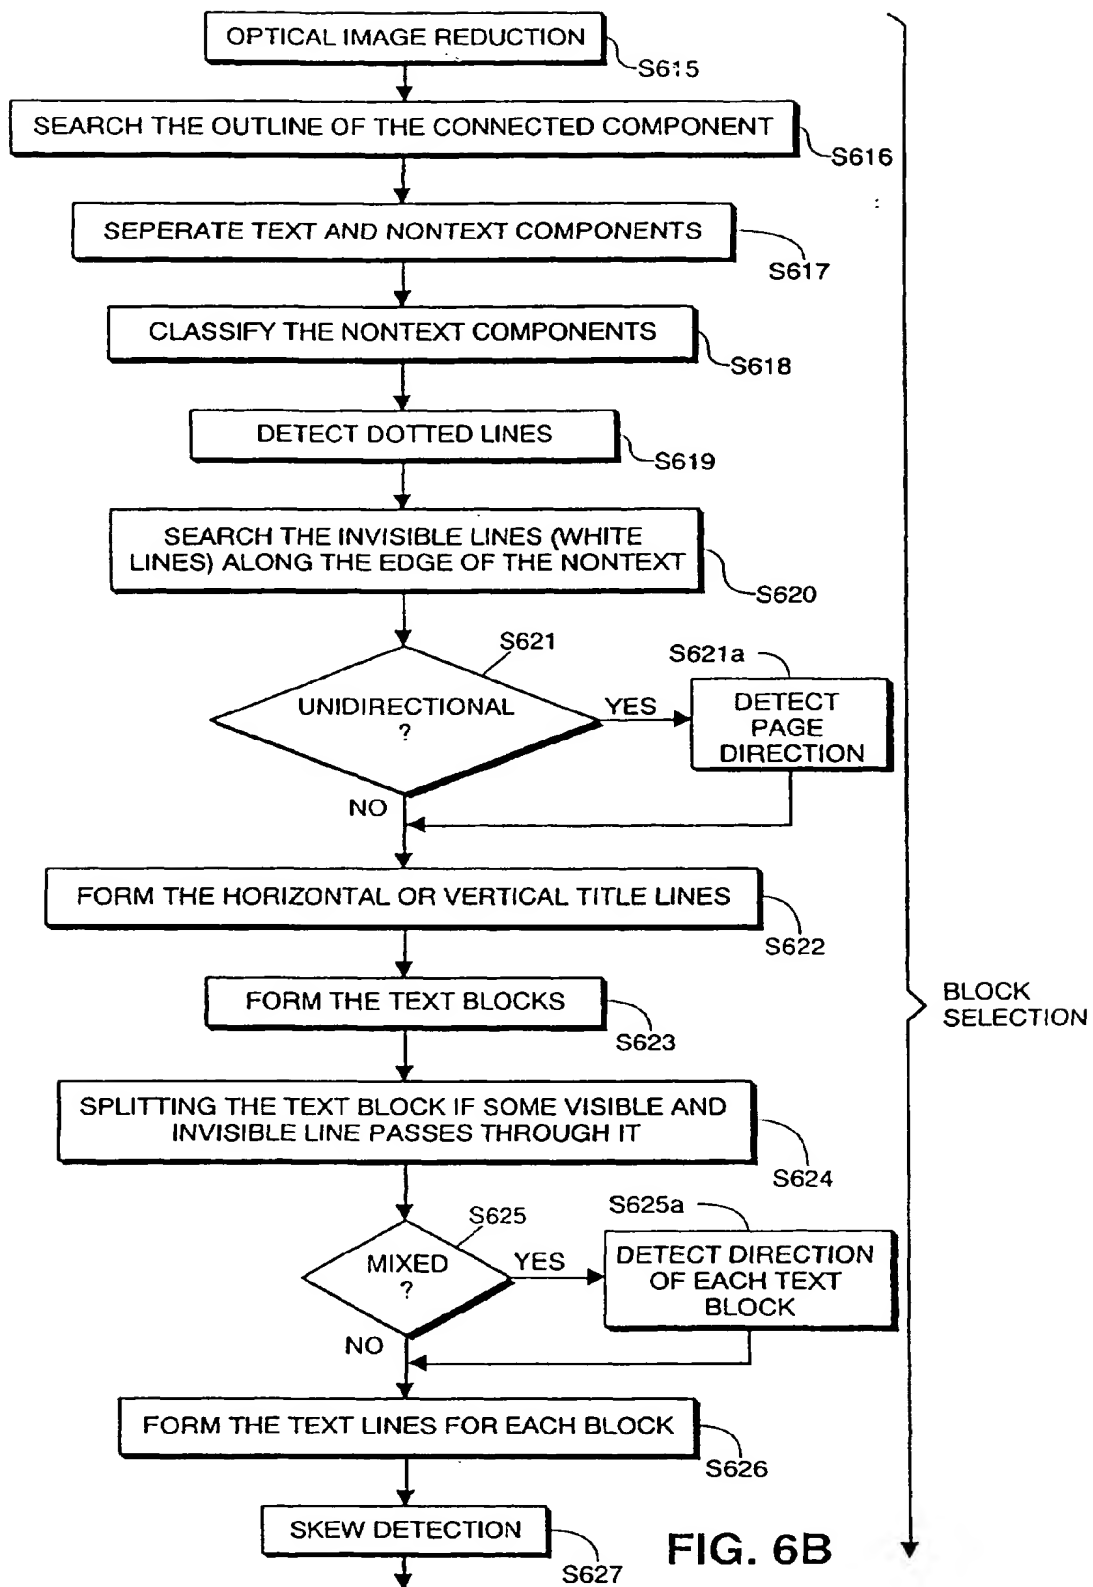 OPTICAL IMAGE REDUCTION
S615
SEARCH THE OUTLINE OF THE CONNECTED COMPONENT
S616
SEPERATE TEXT AND NONTEXT COMPONENTS
S617
CLASSIFY THE NONTEXT COMPONENTS
S618
DETECT DOTTED LINES
S619
SEARCH THE INVISIBLE LINES (WHITE
LINES) ALONG THE EDGE OF THE NONTEXT
S620
S621
UNIDIRECTIONAL
?
YES
S621a
DETECT
PAGE
DIRECTION
NO
FORM THE HORIZONTAL OR VERTICAL TITLE LINES
S622
FORM THE TEXT BLOCKS
S623
BLOCK
SELECTION
SPLITTING THE TEXT BLOCK IF SOME VISIBLE AND
INVISIBLE LINE PASSES THROUGH IT
S624
S625
MIXED
?
YES
S625a
DETECT DIRECTION
OF EACH TEXT
BLOCK
NO
FORM THE TEXT LINES FOR EACH BLOCK
S626
SKEW DETECTION
S627
FIG. 6B